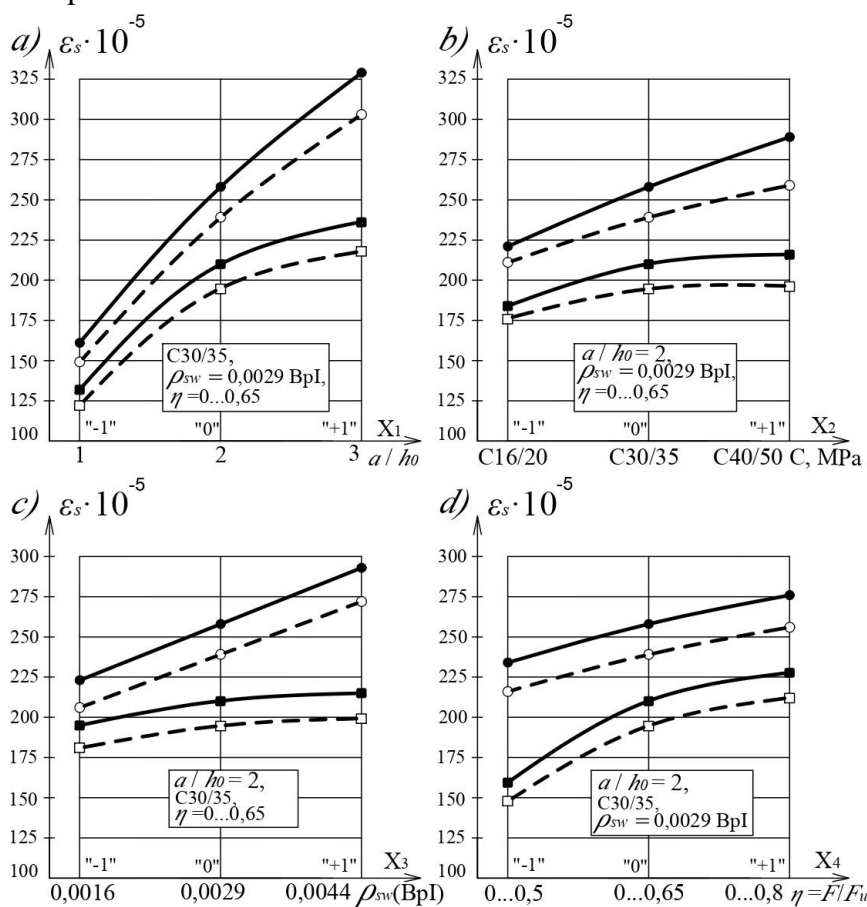 a) εs·10⁻⁵
325
300
275
250
225
200
175
150
125
100
C30/35,
ρsw = 0,0029 BpI,
η =0...0,65
"-1" "0" "+1" X1
1 2 3 a / h0
b) εs·10⁻⁵
325
300
275
250
225
200
175
150
125
100
a / h0 = 2,
ρsw = 0,0029 BpI,
η =0...0,65
"-1" "0" "+1" X2
C16/20 C30/35 C40/50 C, MPa
c) εs·10⁻⁵
300
275
250
225
200
175
150
125
100
a / h0 = 2,
C30/35,
η =0...0,65
"-1" "0" "+1" X3
0,0016 0,0029 0,0044 ρsw(BpI)
d) εs·10⁻⁵
300
275
250
225
200
175
150
125
100
a / h0 = 2,
C30/35,
ρsw = 0,0029 BpI
"-1" "0" "+1" X4
0...0,5 0...0,65 0...0,8 η =F/Fu